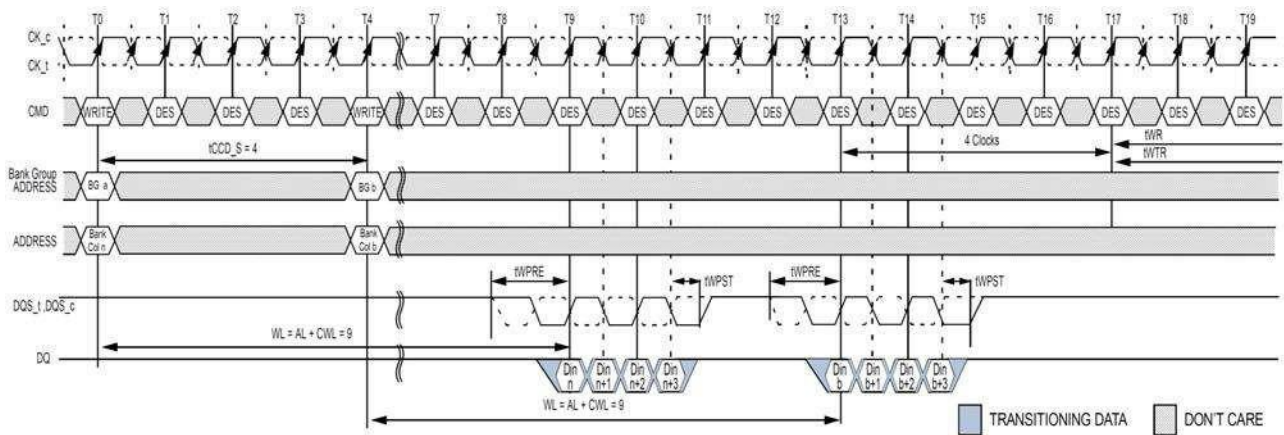 T0 T1 T2 T3 T4 T7 T8 T9 T10 T11 T12 T13 T14 T15 T16 T17 T18 T19
CK_c
CK_t
CMD WRITE DES DES DES WRITE DES DES DES DES DES DES DES DES DES DES DES DES DES
tCCD_S = 4
4 Clocks
tWR
tWTR
Bank Group
ADDRESS
BG a
BG b
ADDRESS
Bank
Col n
Bank
Col b
tWPRE
tWPST
tWPRE
tWPST
DQS_t ,DQS_c
WL = AL + CWL = 9
DQ
Din
n
Din
n+1
Din
n+2
Din
n+3
Din
b
Din
b+1
Din
b+2
Din
b+3
WL = AL + CWL = 9
TRANSITIONING DATA
DON'T CARE